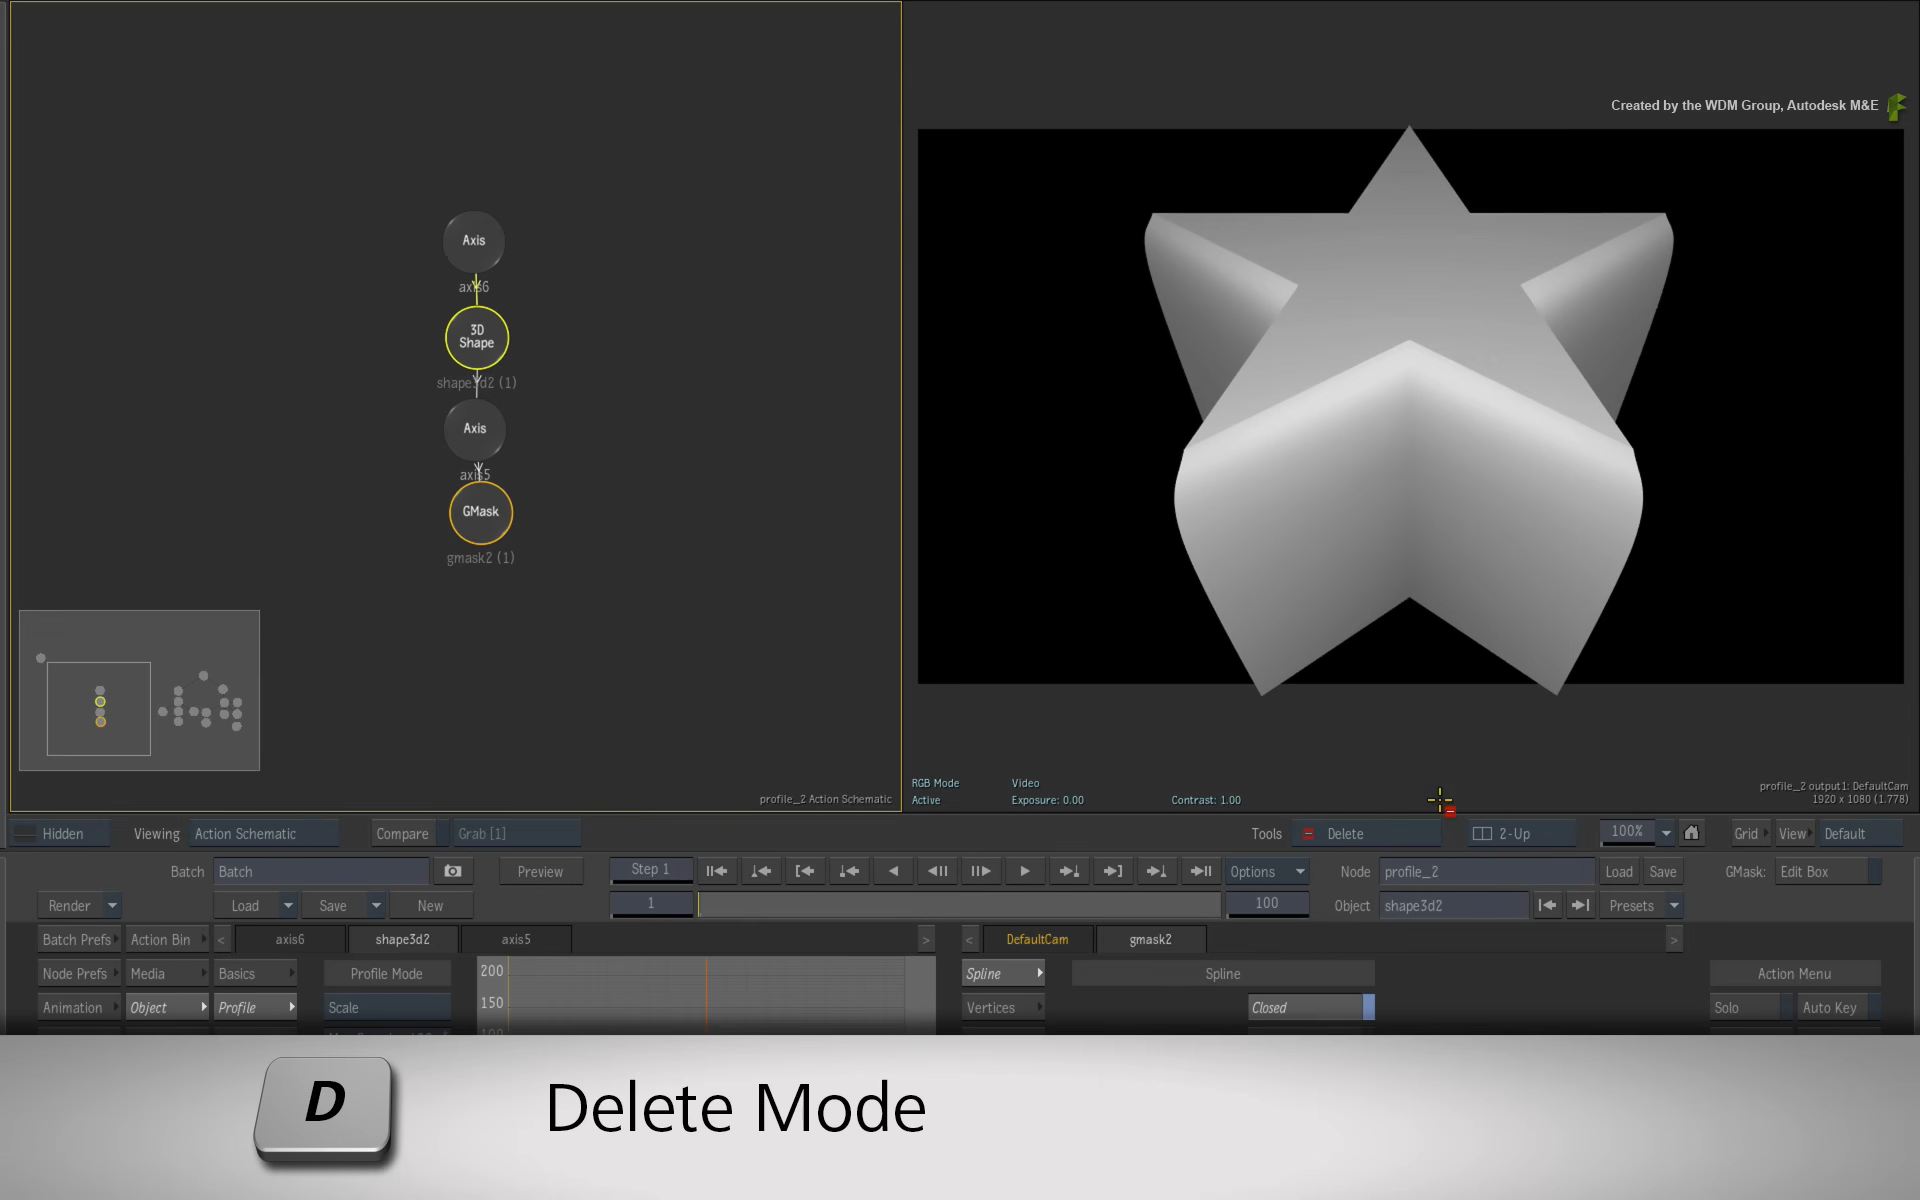 Created by the WDM Group, Autodesk M&E
Axis
axis6
3D
Shape
shape3d2 (1)
Axis
axis5
GMask
gmask2 (1)
profile_2 Action Schematic
RGB Mode
Video
Active
Exposure: 0.00
Contrast: 1.00
profile_2 output1: DefaultCam
1920 x 1080 (1.778)
Hidden
Viewing
Action Schematic
Compare
Grab [1]
Tools
Delete
2-Up
100%
Grid
View
Default
Batch
Batch
Preview
Step 1
Options
Node
profile_2
Load
Save
GMask:
Edit Box
Render
Load
Save
New
1
100
Object
shape3d2
Presets
Batch Prefs
Action Bin
<
axis6
shape3d2
axis5
>
<
DefaultCam
gmask2
>
Node Prefs
Media
Basics
Profile Mode
200
Spline
Spline
Action Menu
Animation
Object
Profile
Scale
150
Vertices
Closed
Solo
Auto Key
D
Delete Mode